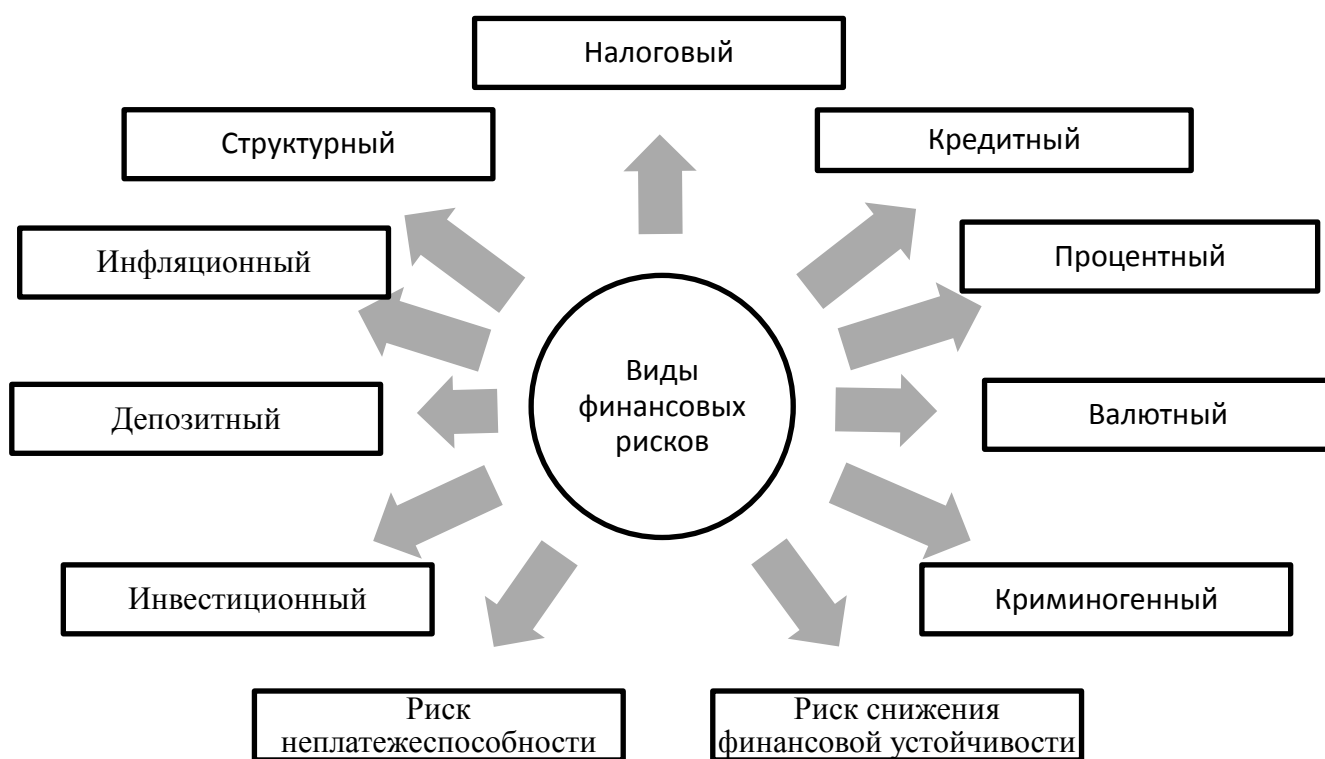 Налоговый
Структурный
Кредитный
Инфляционный
Процентный
Виды
финансовых
рисков
Депозитный
Валютный
Инвестиционный
Криминогенный
Риск
неплатежеспособности
Риск снижения
финансовой устойчивости